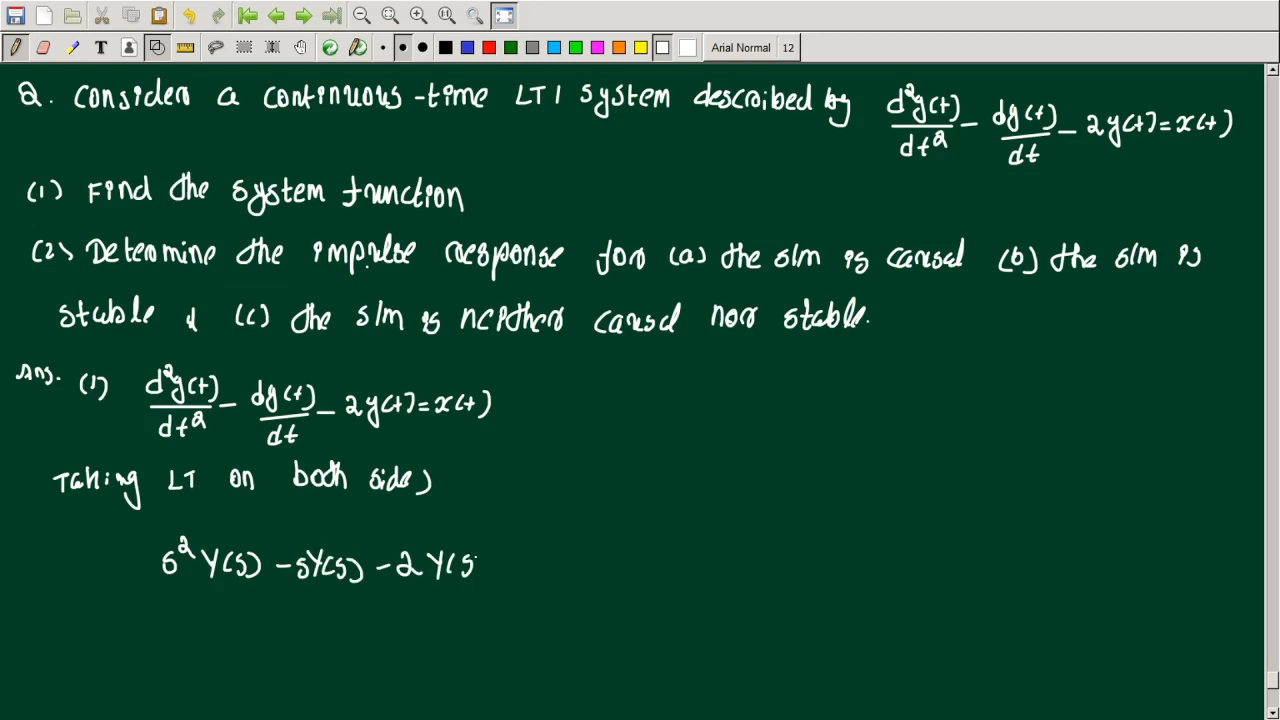 Arial Normal 12
Q. Consider a continuous-time LTI system described by d²y(t)/dt² - dy(t)/dt - 2y(t) = x(t)
(1) Find the system function
(2) Determine the impulse response for (a) the s/m is causal (b) the s/m is
stable & (c) the s/m is neither causal nor stable.
Ans. (1) d²y(t)/dt² - dy(t)/dt - 2y(t) = x(t)
Taking LT on both sides
s² Y(s) - sY(s) - 2 Y(s